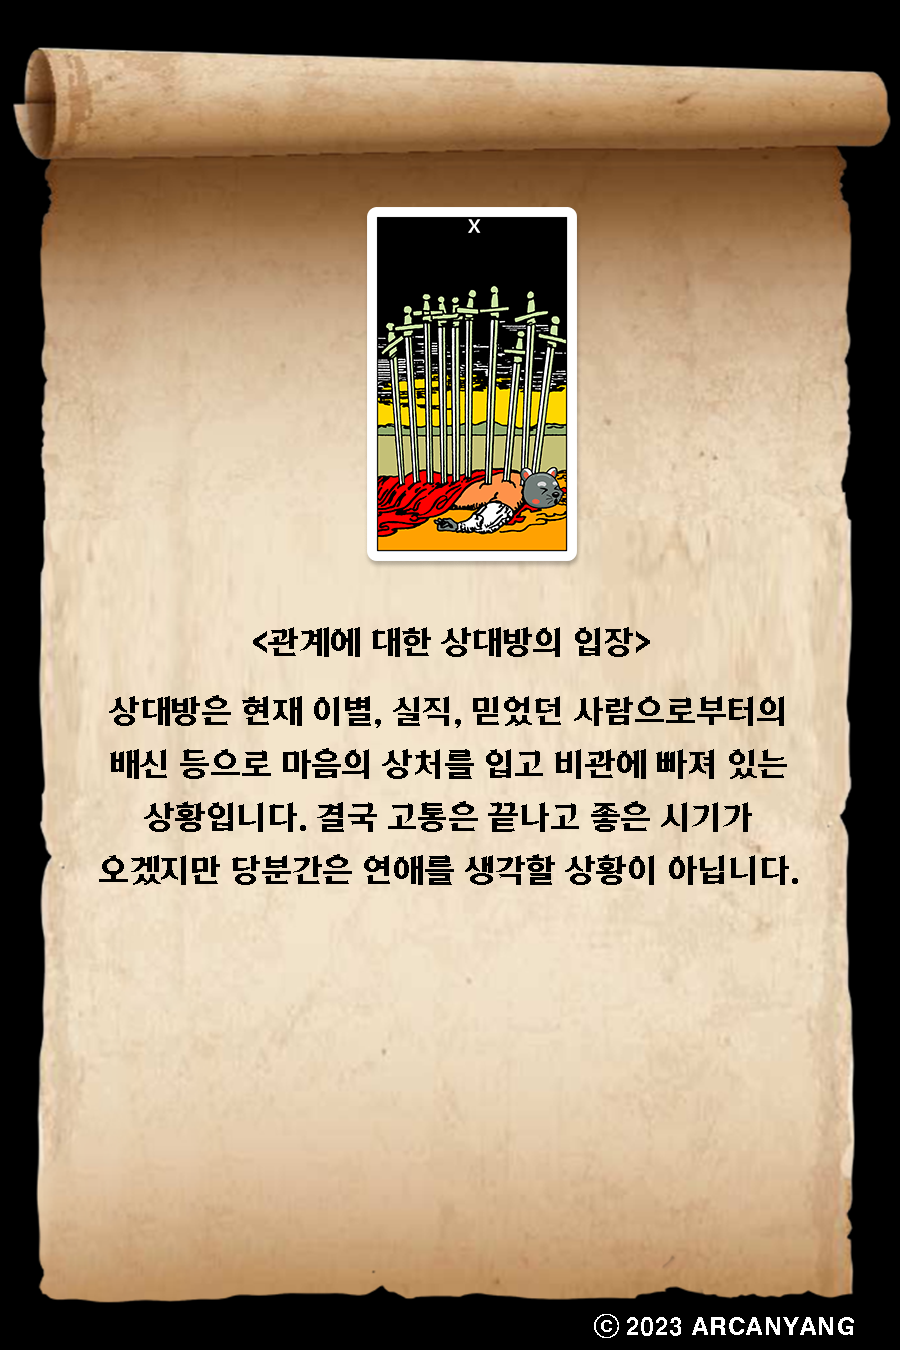 X
<관계에 대한 상대방의 입장>
상대방은 현재 이별, 실직, 믿었던 사람으로부터의
배신 등으로 마음의 상처를 입고 비관에 빠져 있는
상황입니다. 결국 고통은 끝나고 좋은 시기가
오겠지만 당분간은 연애를 생각할 상황이 아닙니다.
ⓒ 2023 ARCANYANG